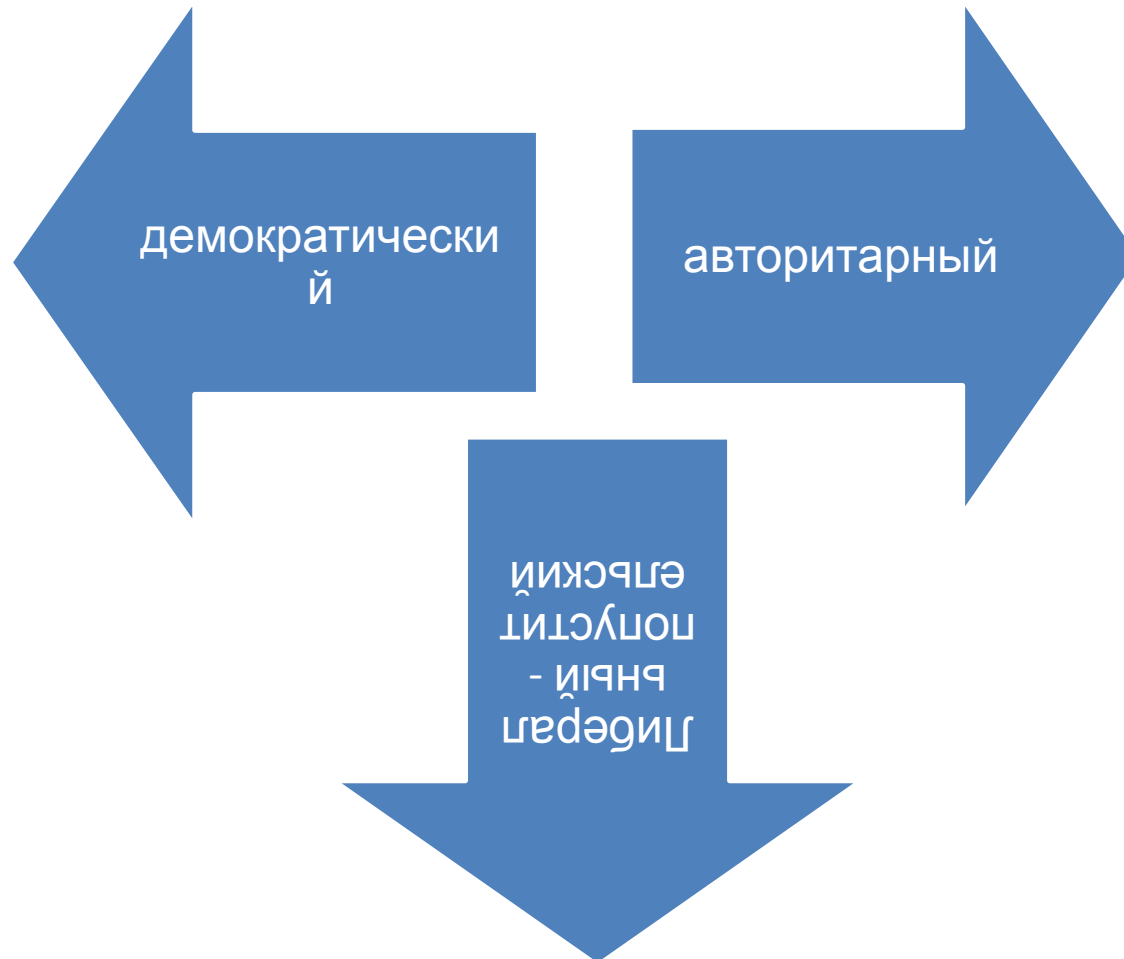 демократически
й
авторитарный
Либерал
ьный -
попустит
ельский